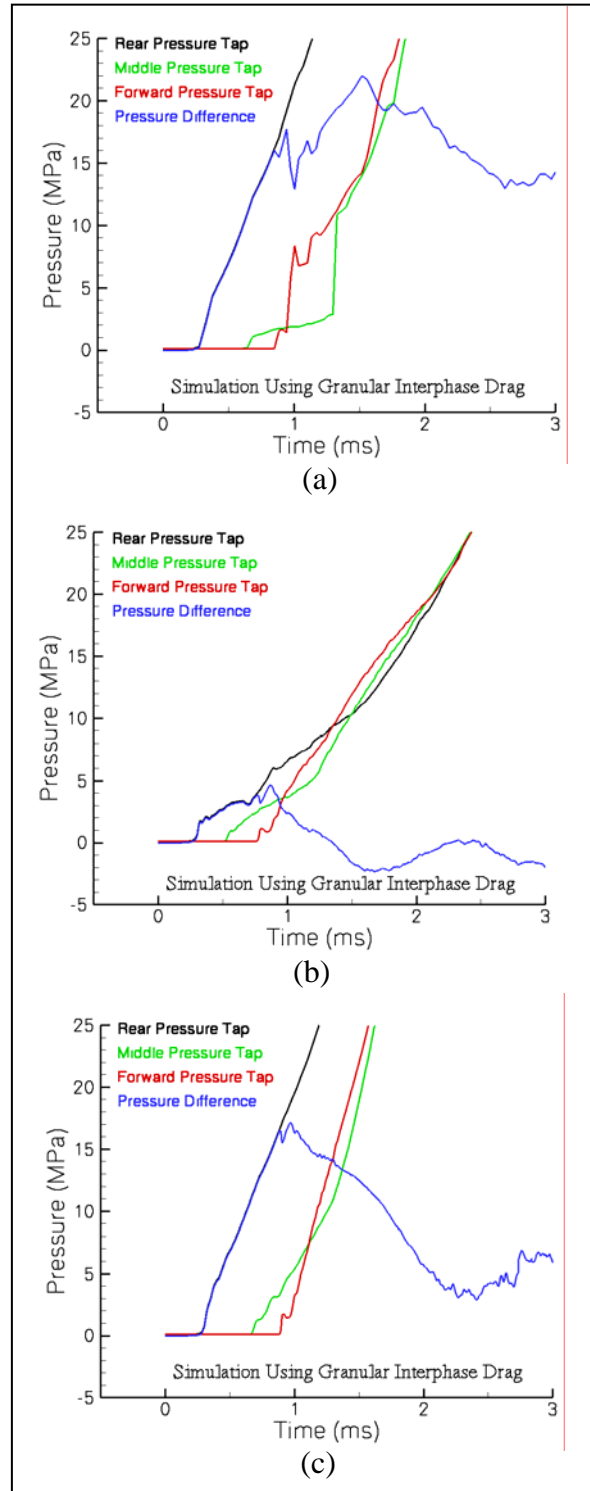 25
20
15
10
5
0
-5
Pressure (MPa)
Rear Pressure Tap
Middle Pressure Tap
Forward Pressure Tap
Pressure Difference
Simulation Using Granular Interphase Drag
0 1 2 3
Time (ms)
(a)
25
20
15
10
5
0
-5
Pressure (MPa)
Rear Pressure Tap
Middle Pressure Tap
Forward Pressure Tap
Pressure Difference
Simulation Using Granular Interphase Drag
0 1 2 3
Time (ms)
(b)
25
20
15
10
5
0
-5
Pressure (MPa)
Rear Pressure Tap
Middle Pressure Tap
Forward Pressure Tap
Pressure Difference
Simulation Using Granular Interphase Drag
0 1 2 3
Time (ms)
(c)